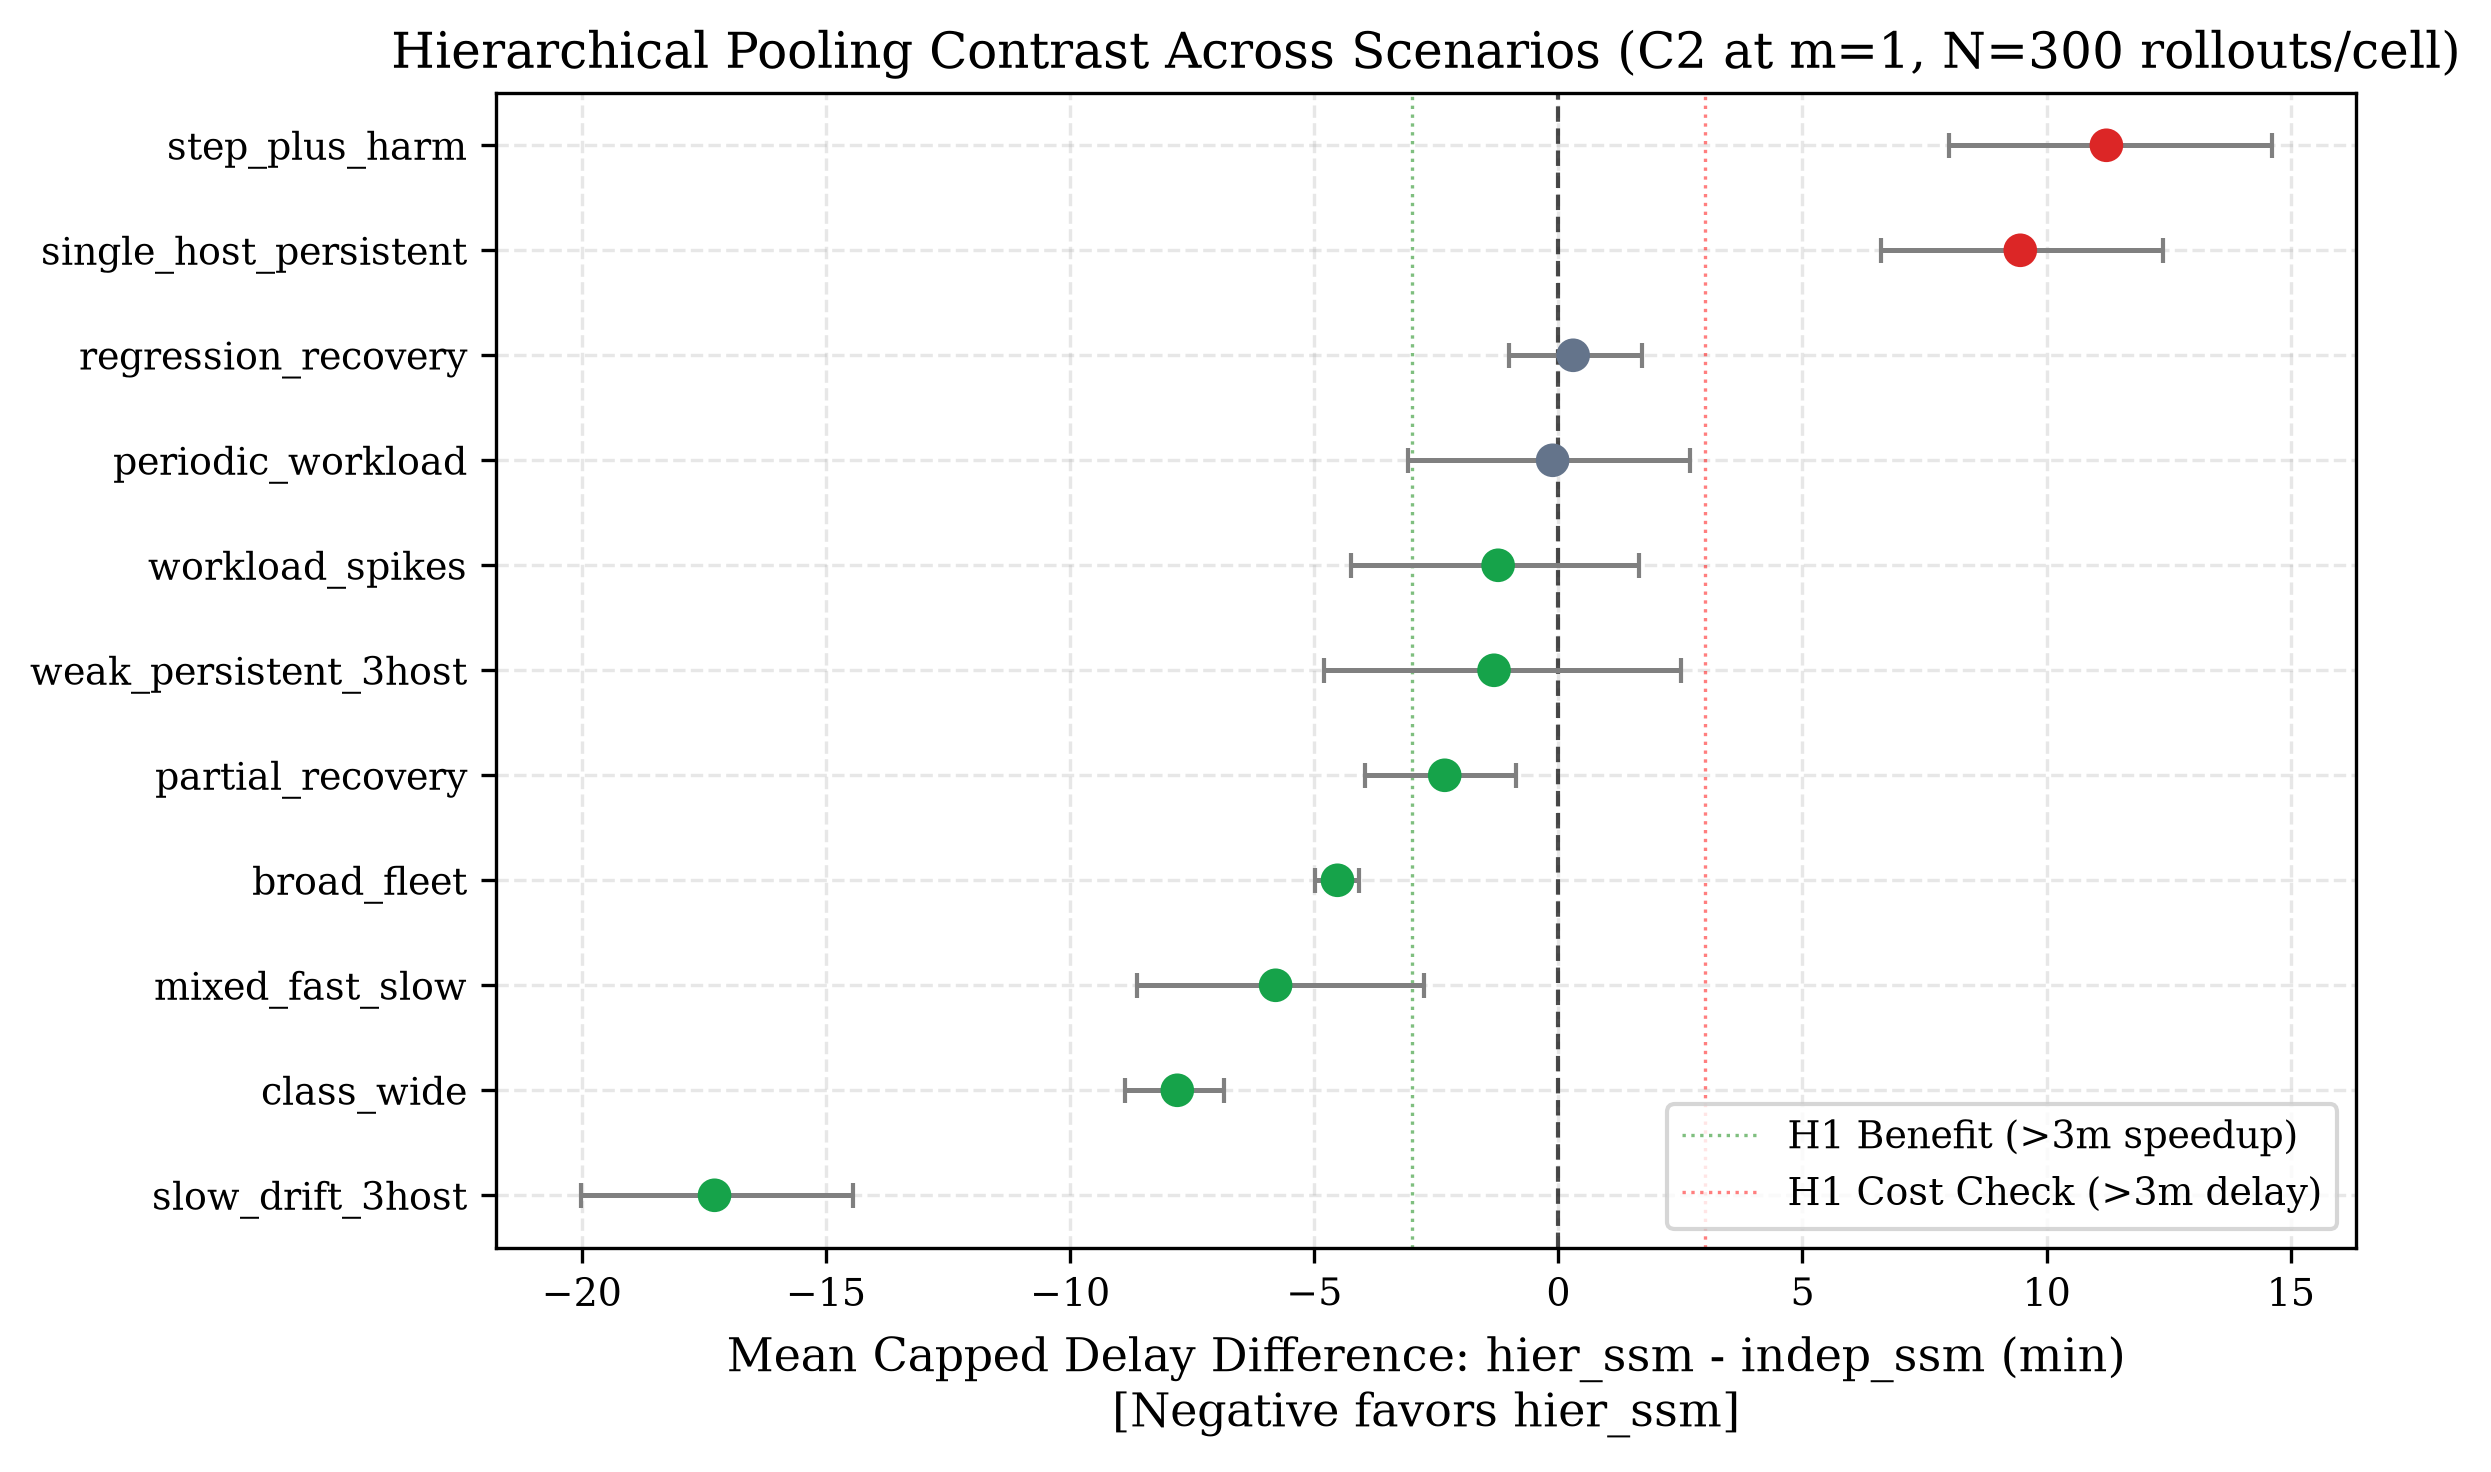 Hierarchical Pooling Contrast Across Scenarios (C2 at m=1, N=300 rollouts/cell)
step_plus_harm
single_host_persistent
regression_recovery
periodic_workload
workload_spikes
weak_persistent_3host
partial_recovery
broad_fleet
mixed_fast_slow
class_wide
slow_drift_3host
H1 Benefit (>3m speedup)
H1 Cost Check (>3m delay)
−20 −15 −10 −5 0 5 10 15
Mean Capped Delay Difference: hier_ssm - indep_ssm (min)
[Negative favors hier_ssm]